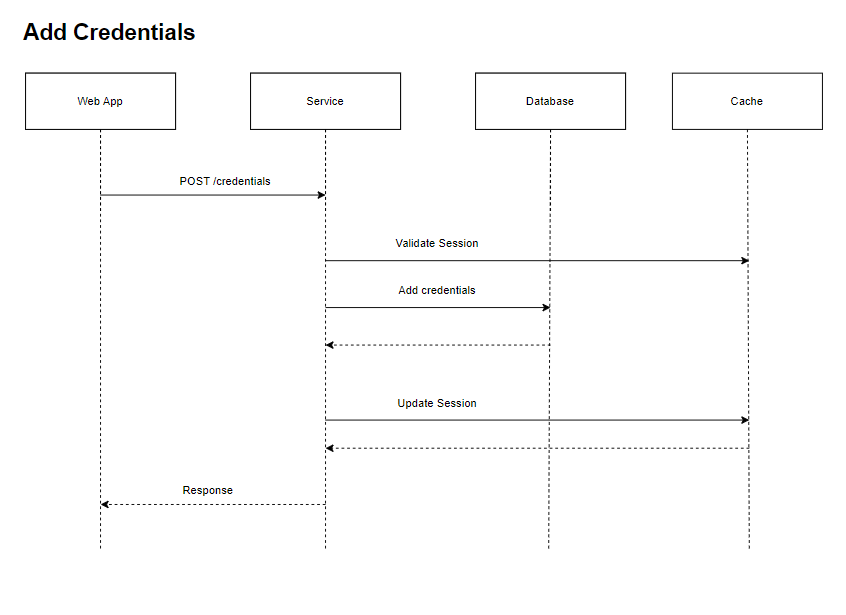 Add Credentials
Web App
Service
Database
Cache
POST /credentials
Validate Session
Add credentials
Update Session
Response